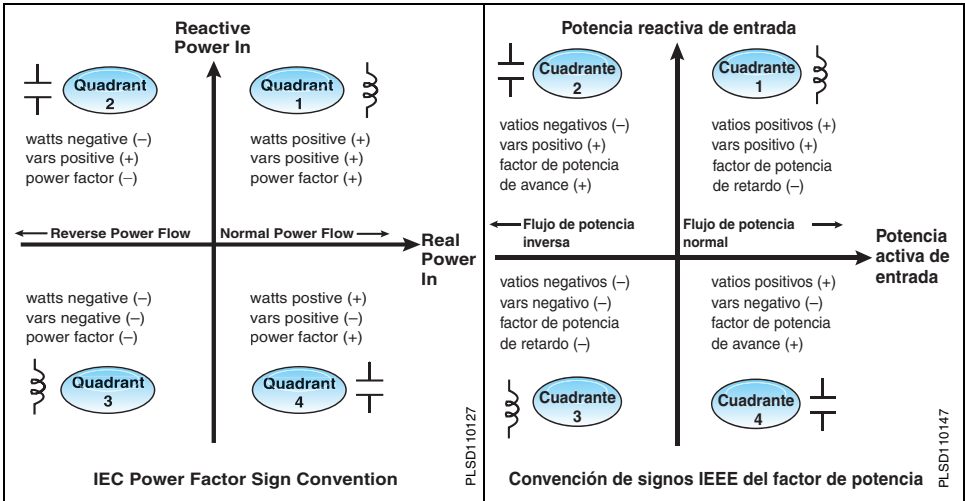 Reactive
Power In
Quadrant
2
Quadrant
1
watts negative (–)
vars positive (+)
power factor (–)
watts positive (+)
vars positive (+)
power factor (+)
Reverse Power Flow
Normal Power Flow
Real
Power
In
watts negative (–)
vars negative (–)
power factor (–)
watts postive (+)
vars positive (–)
power factor (+)
Quadrant
3
Quadrant
4
PLSD110127
IEC Power Factor Sign Convention
Potencia reactiva de entrada
Cuadrante
2
Cuadrante
1
vatios negativos (–)
vars positivo (+)
factor de potencia
de avance (+)
vatios positivos (+)
vars positivo (+)
factor de potencia
de retardo (–)
Flujo de potencia
inversa
Flujo de potencia
normal
Potencia
activa de
entrada
vatios negativos (–)
vars negativo (–)
factor de potencia
de retardo (–)
vatios positivos (+)
vars negativo (–)
factor de potencia
de avance (+)
Cuadrante
3
Cuadrante
4
PLSD110147
Convención de signos IEEE del factor de potencia